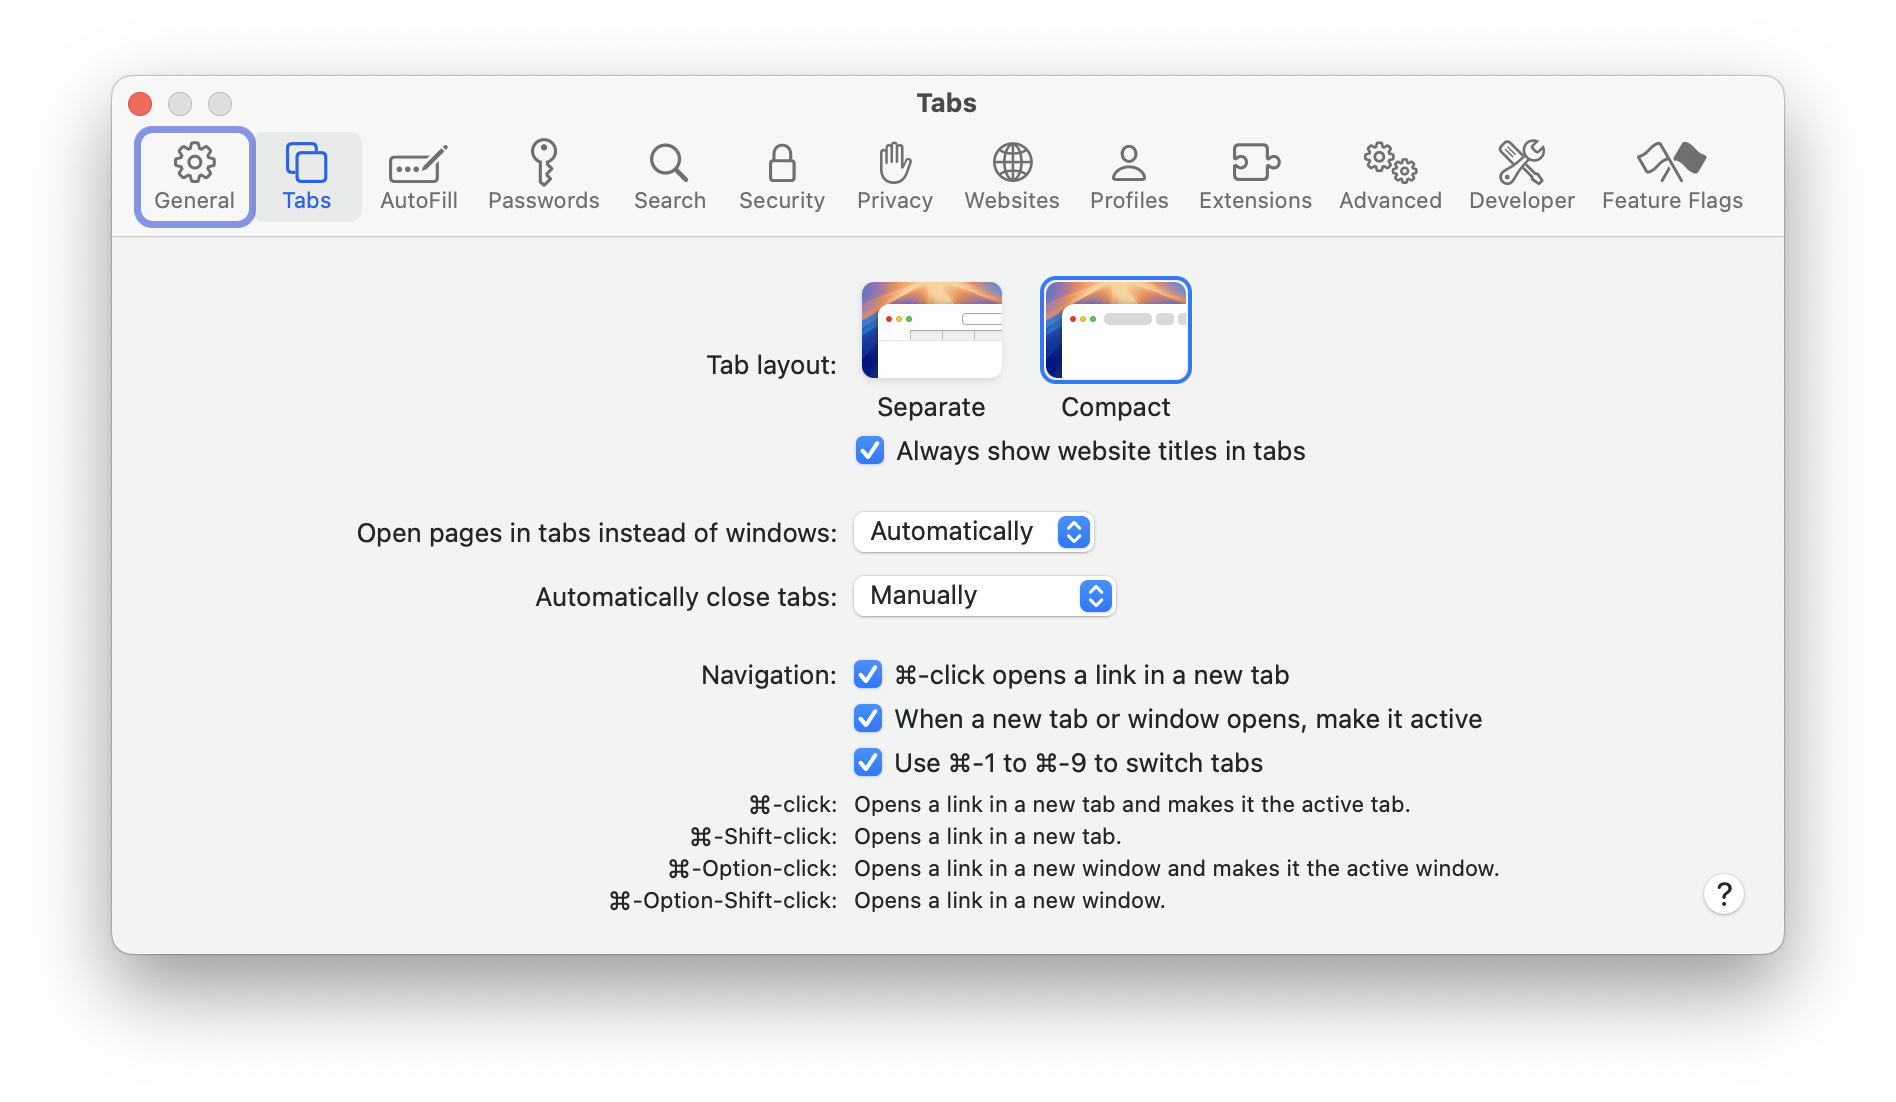 Tabs
General Tabs AutoFill Passwords Search Security Privacy Websites Profiles Extensions Advanced Developer Feature Flags
Tab layout:
Separate Compact
Always show website titles in tabs
Open pages in tabs instead of windows: Automatically
Automatically close tabs: Manually
Navigation: ⌘-click opens a link in a new tab
When a new tab or window opens, make it active
Use ⌘-1 to ⌘-9 to switch tabs
⌘-click: Opens a link in a new tab and makes it the active tab.
⌘-Shift-click: Opens a link in a new tab.
⌘-Option-click: Opens a link in a new window and makes it the active window.
⌘-Option-Shift-click: Opens a link in a new window.
?